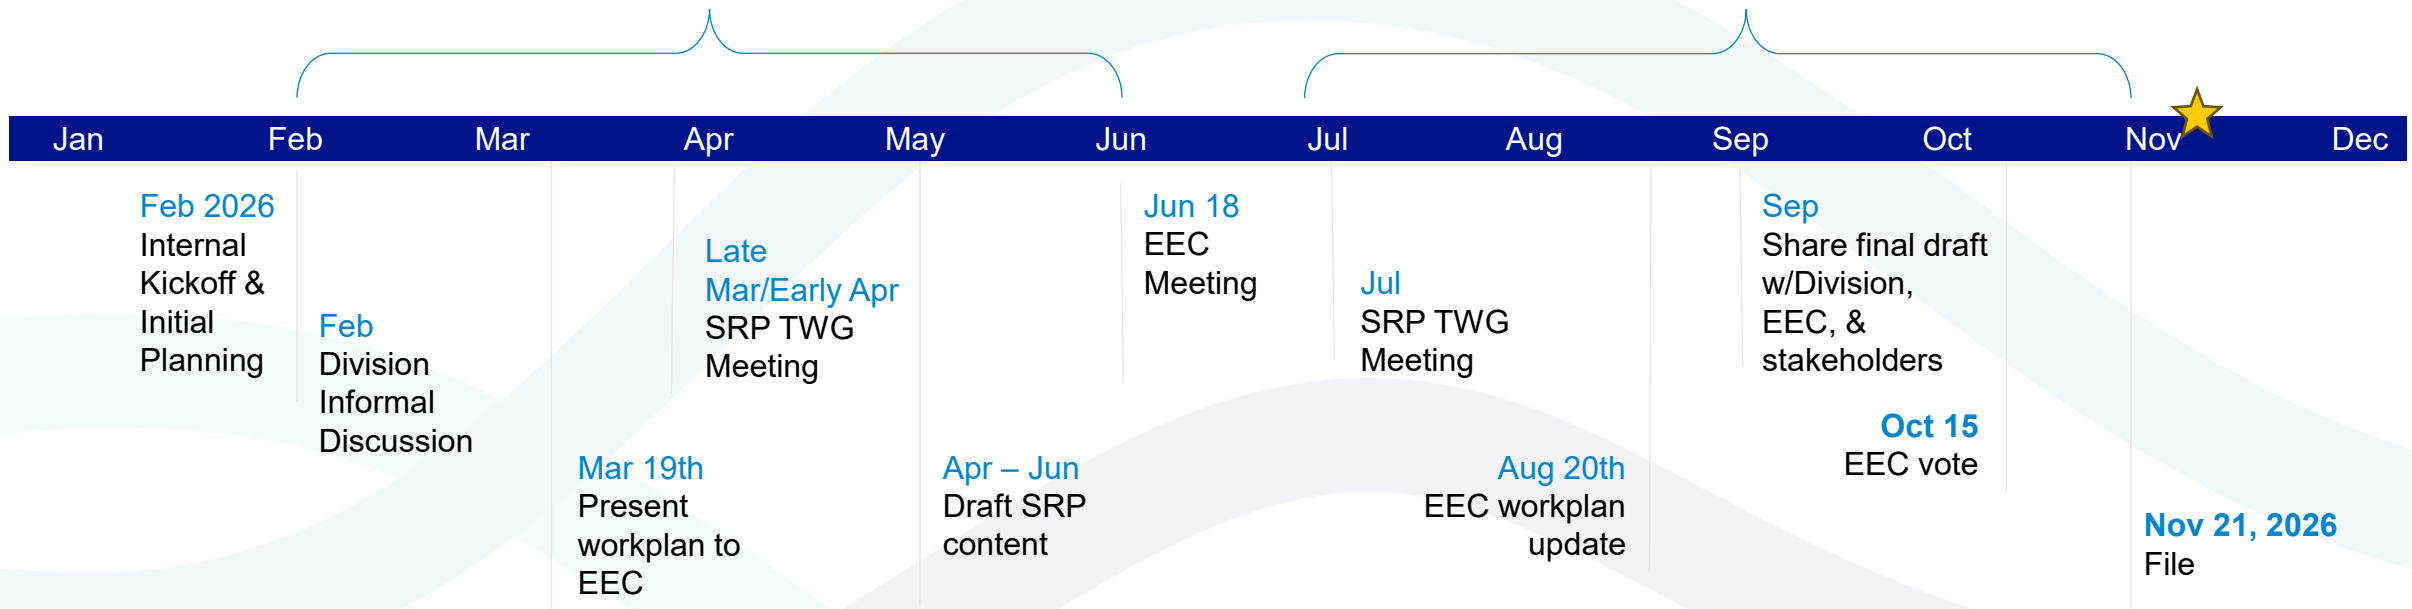 Jan Feb Mar Apr May Jun Jul Aug Sep Oct Nov Dec
Feb 2026
Internal
Kickoff &
Initial
Planning
Feb
Division
Informal
Discussion
Mar 19th
Present
workplan to
EEC
Late
Mar/Early Apr
SRP TWG
Meeting
Apr – Jun
Draft SRP
content
Jun 18
EEC
Meeting
Jul
SRP TWG
Meeting
Aug 20th
EEC workplan
update
Sep
Share final draft
w/Division,
EEC, &
stakeholders
Oct 15
EEC vote
Nov 21, 2026
File